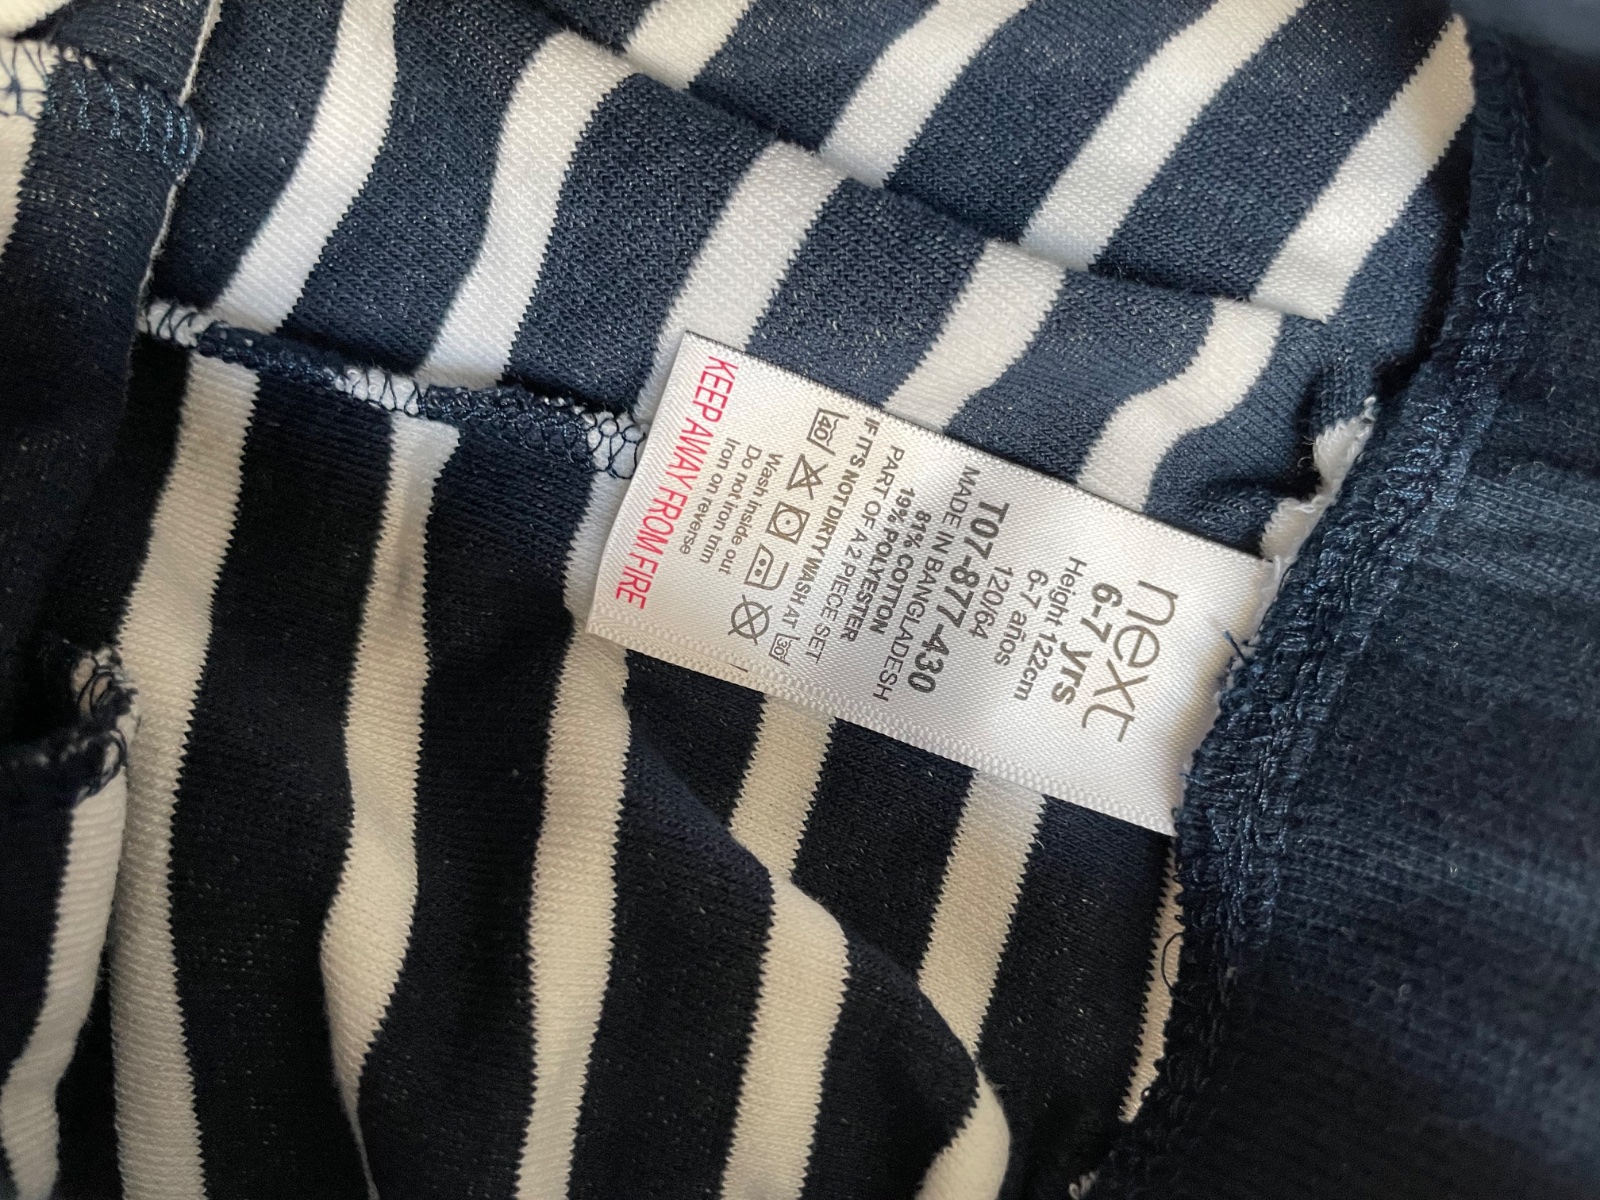 next
6-7 yrs
Height 122cm
6-7 años
120/64
T07-877-430
MADE IN BANGLADESH
81% COTTON
19% POLYESTER
PART OF A 2 PIECE SET
IF IT'S NOT DIRTY WASH AT 30°
40°
Wash inside out
Do not iron trim
Iron on reverse
KEEP AWAY FROM FIRE